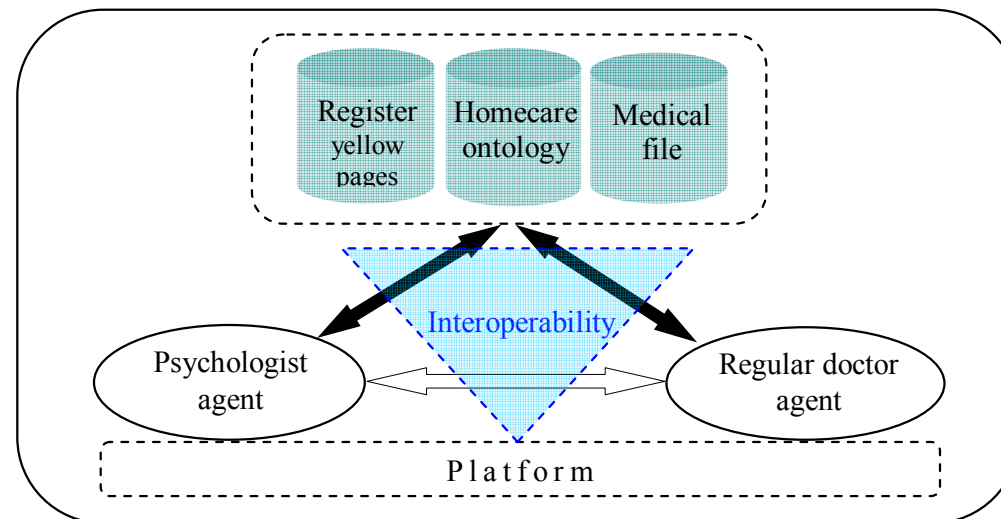 Register
yellow
pages
Homecare
ontology
Medical
file
Interoperability
Psychologist
agent
Regular doctor
agent
Platform